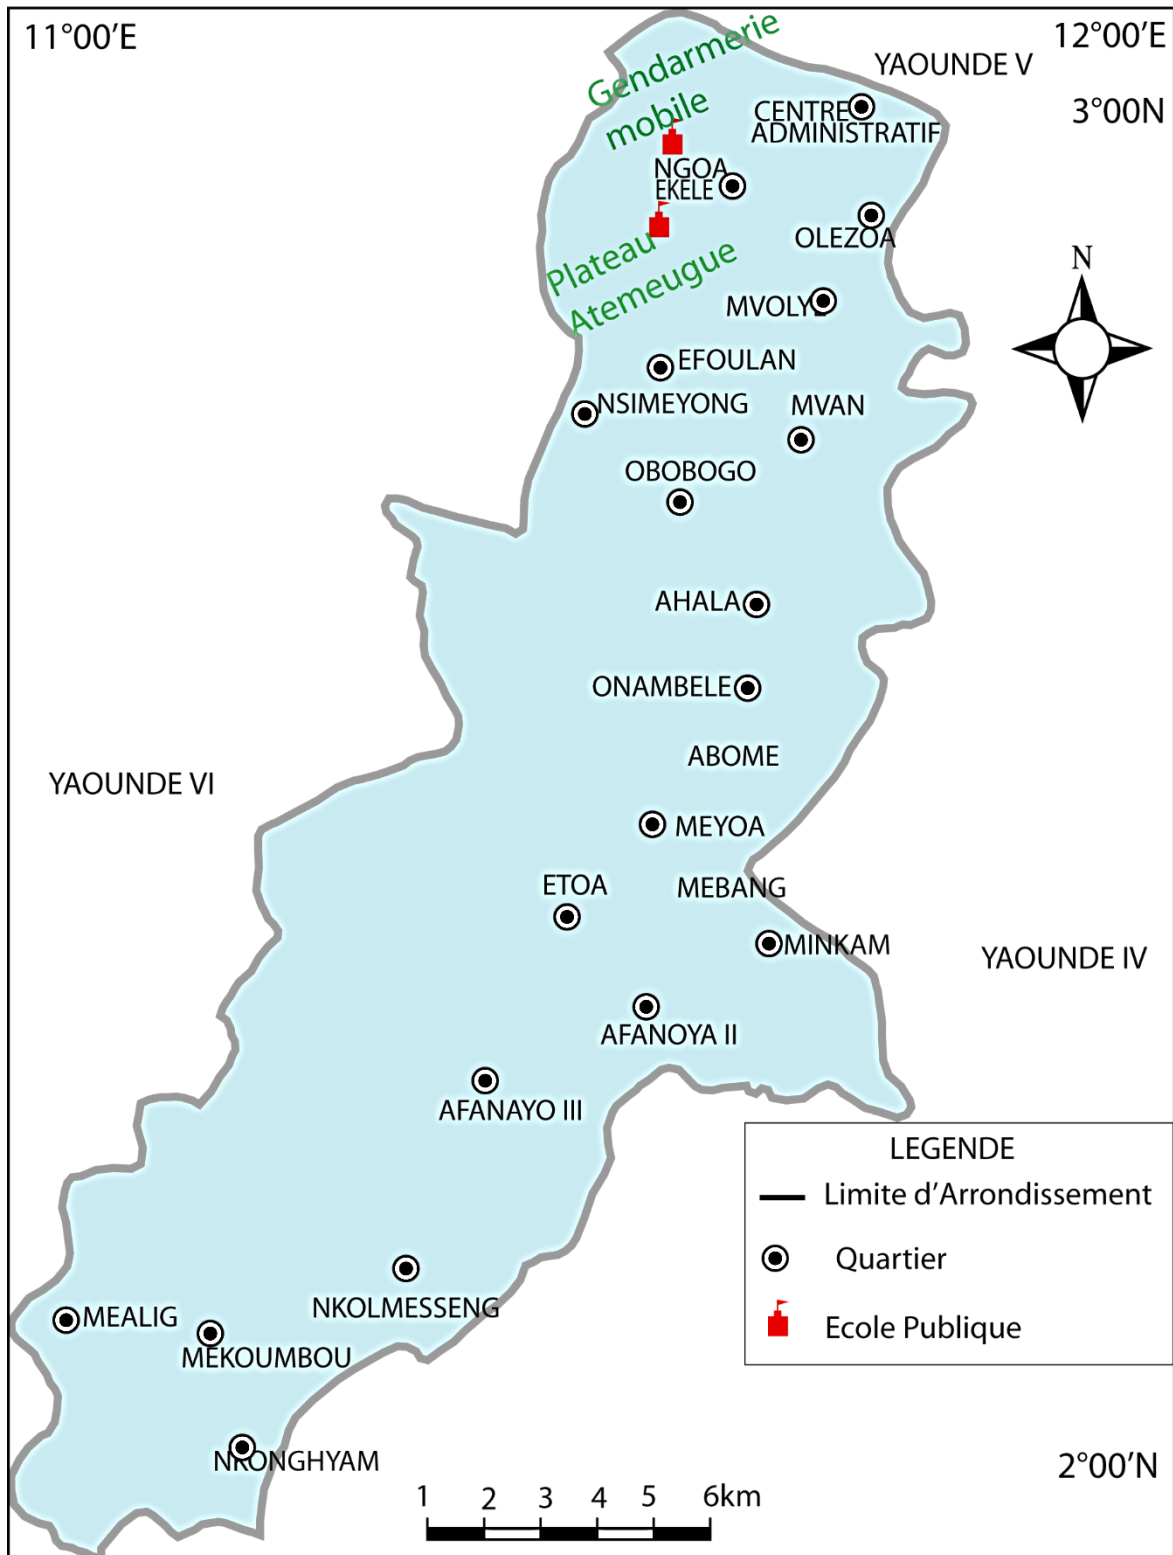 11°00'E
12°00'E
YAOUNDE V
3°00N
Gendarmerie
mobile
CENTRE
ADMINISTRATIF
NGOA
EKELE
OLEZOA
Plateau
Atemeugue
MVOLYE
N
EFOULAN
NSIMEYONG
MVAN
OBOBOGO
AHALA
ONAMBELE
ABOME
YAOUNDE VI
MEYOA
ETOA
MEBANG
MINKAM
YAOUNDE IV
AFANOYA II
AFANAYO III
LEGENDE
Limite d'Arrondissement
Quartier
Ecole Publique
NKOLMESSENG
MEALIG
MEKOUMBOU
NKONGHYAM
2°00'N
1 2 3 4 5 6km